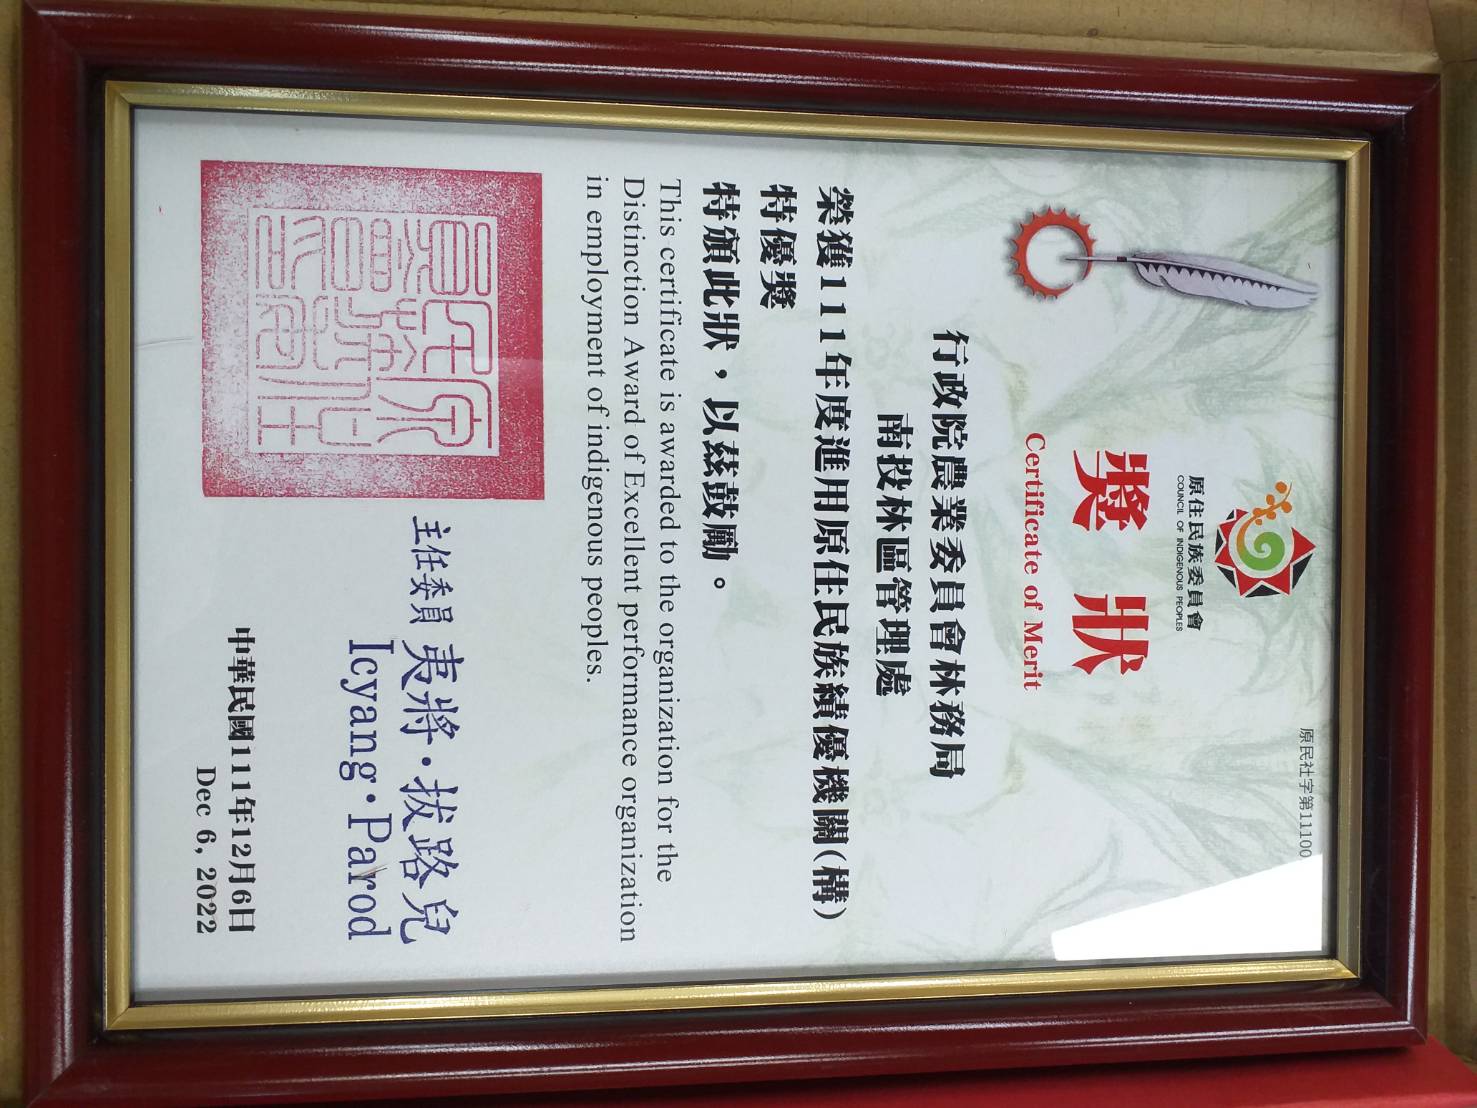 原民社字第11100
原住民族委員會
COUNCIL OF INDIGENOUS PEOPLES
獎狀
Certificate of Merit
行政院農業委員會林務局
南投林區管理處
榮獲111年度進用原住民族績優機關(構)
特優獎
特頒此狀，以茲鼓勵。
This certificate is awarded to the organization for the
Distinction Award of Excellent performance organization
in employment of indigenous peoples.
主任委員 夷將·拔路兒
Icyang·Parod
中華民國111年12月6日
Dec 6, 2022